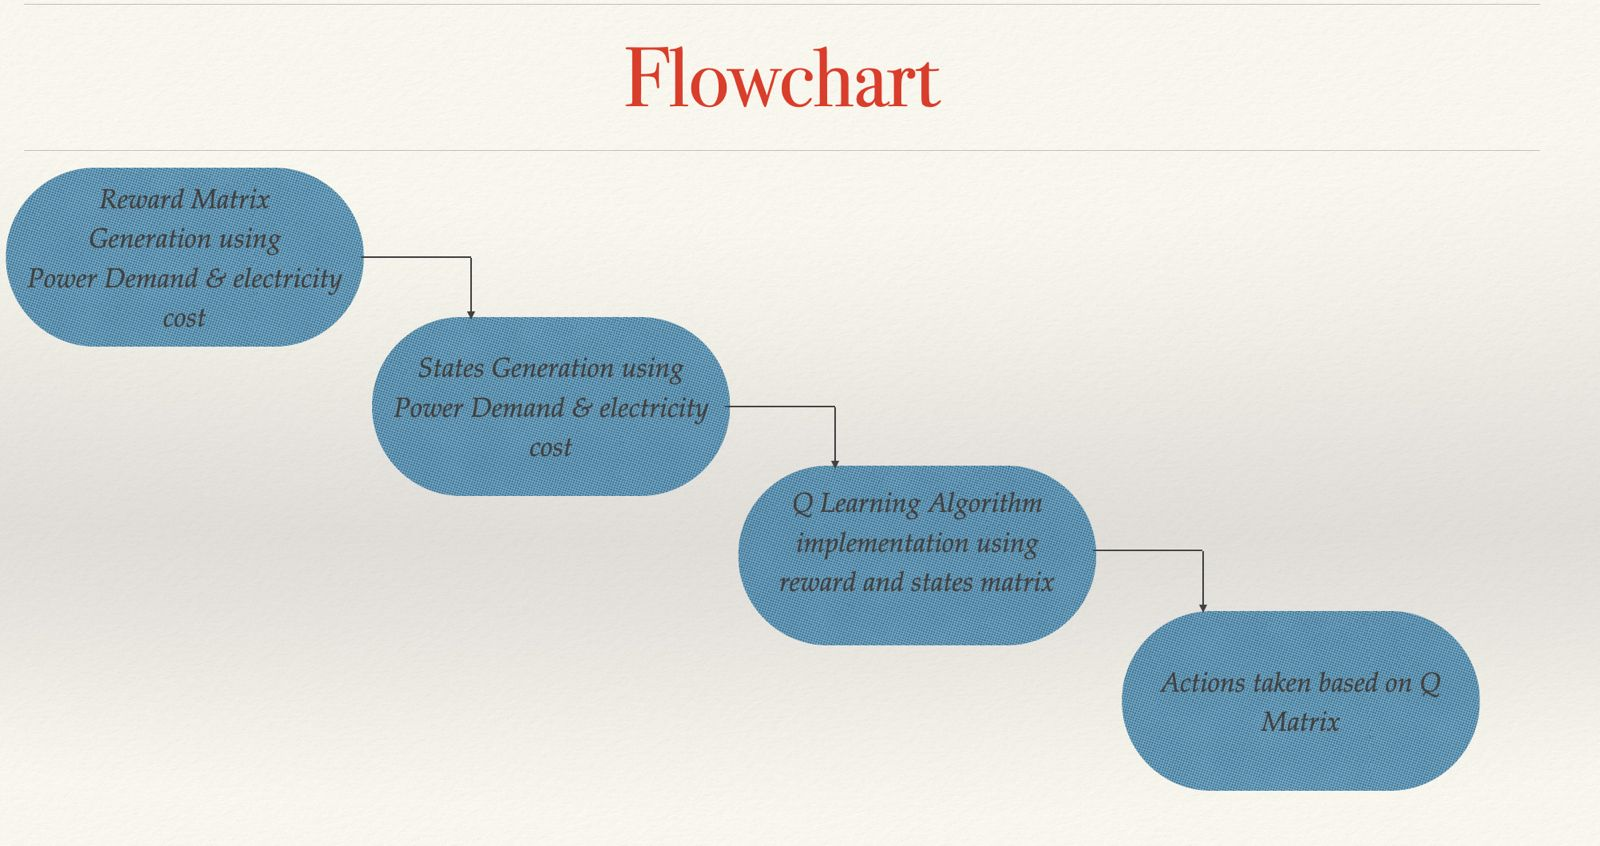 Flowchart
Reward Matrix
Generation using
Power Demand & electricity
cost
States Generation using
Power Demand & electricity
cost
Q Learning Algorithm
implementation using
reward and states matrix
Actions taken based on Q
Matrix